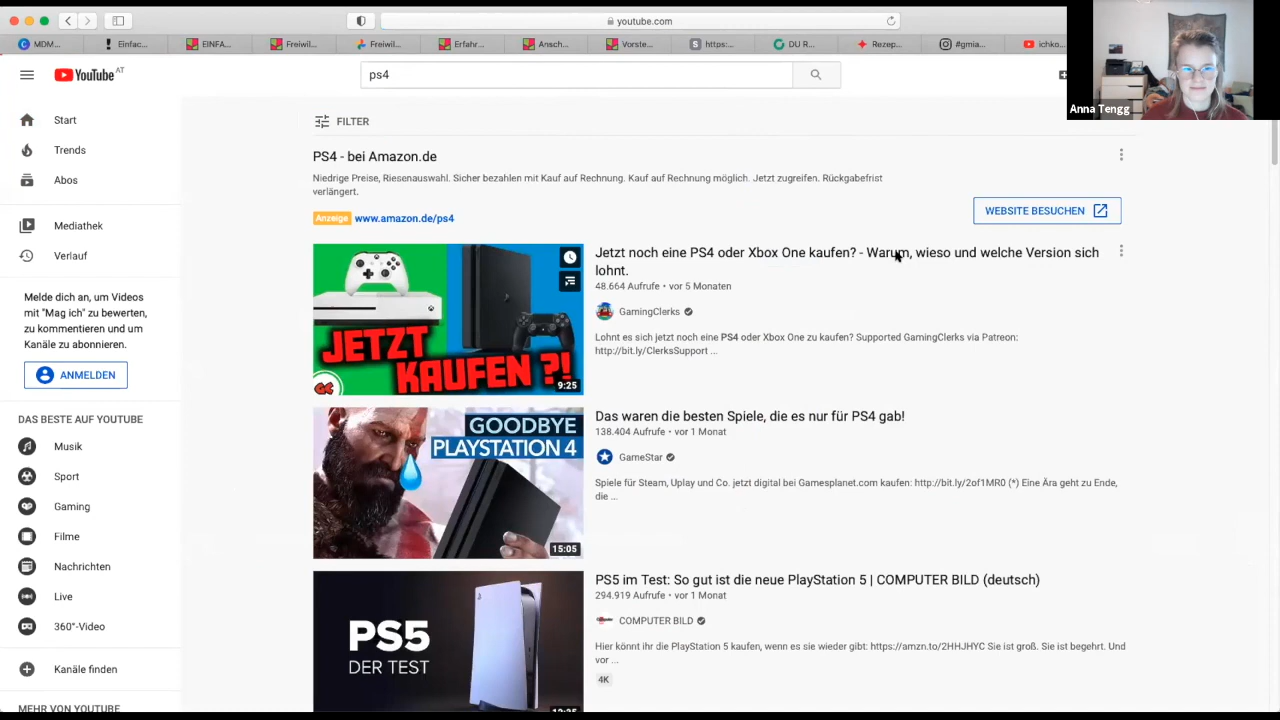 youtube.com
MDM...
Einfac...
EINFA...
Freiwil...
Freiwil...
Erfahr...
Ansch...
Vorste...
https:...
DU R...
Rezep...
#gmia...
ichko...
YouTube AT
ps4
Anna Tengg
Start
Trends
Abos
Mediathek
Verlauf
Melde dich an, um Videos
mit "Mag ich" zu bewerten,
zu kommentieren und um
Kanäle zu abonnieren.
ANMELDEN
DAS BESTE AUF YOUTUBE
Musik
Sport
Gaming
Filme
Nachrichten
Live
360°-Video
Kanäle finden
MEHR VON YOUTUBE
FILTER
PS4 - bei Amazon.de
Niedrige Preise, Riesenauswahl. Sicher bezahlen mit Kauf auf Rechnung. Kauf auf Rechnung möglich. Jetzt zugreifen. Rückgabefrist
verlängert.
Anzeige www.amazon.de/ps4
WEBSITE BESUCHEN
JETZT
KAUFEN ?!
GC
9:25
Jetzt noch eine PS4 oder Xbox One kaufen? - Warum, wieso und welche Version sich
lohnt.
48.664 Aufrufe • vor 5 Monaten
GamingClerks
Lohnt es sich jetzt noch eine PS4 oder Xbox One zu kaufen? Supported GamingClerks via Patreon:
http://bit.ly/ClerksSupport ...
GOODBYE
PLAYSTATION 4
15:05
Das waren die besten Spiele, die es nur für PS4 gab!
138.404 Aufrufe • vor 1 Monat
GameStar
Spiele für Steam, Uplay und Co. jetzt digital bei Gamesplanet.com kaufen: http://bit.ly/2of1MR0 (*) Eine Ära geht zu Ende,
die ...
PS5
DER TEST
PS5 im Test: So gut ist die neue PlayStation 5 | COMPUTER BILD (deutsch)
294.919 Aufrufe • vor 1 Monat
COMPUTER BILD
Hier könnt ihr die PlayStation 5 kaufen, wenn es sie wieder gibt: https://amzn.to/2HHJHYC Sie ist groß. Sie ist begehrt. Und
vor ...
4K